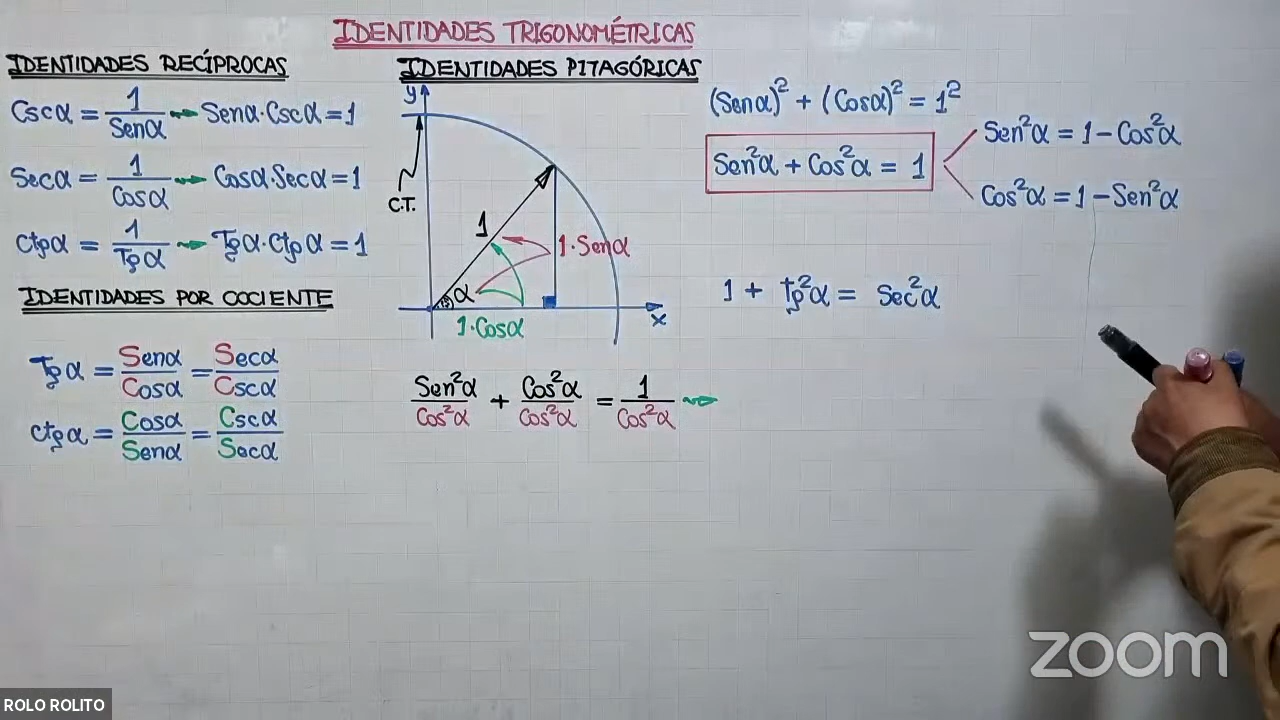 IDENTIDADES TRIGONOMÉTRICAS
IDENTIDADES RECÍPROCAS
Cscα = 1/Senα → Senα·Cscα=1
Secα = 1/Cosα → Cosα·Secα=1
Ctgα = 1/Tgα → Tgα·Ctgα=1
IDENTIDADES POR COCIENTE
Tgα = Senα/Cosα = Secα/Cscα
Ctgα = Cosα/Senα = Cscα/Secα
IDENTIDADES PITAGÓRICAS
y
C.T.
1
α
1·Senα
1·Cosα
x
(Senα)² + (Cosα)² = 1²
Sen²α + Cos²α = 1
Sen²α = 1 - Cos²α
Cos²α = 1 - Sen²α
1 + tg²α = Sec²α
Sen²α/Cos²α + Cos²α/Cos²α = 1/Cos²α →
zoom
ROLO ROLITO